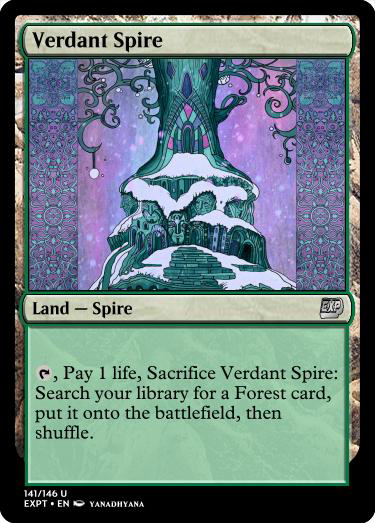 Verdant Spire
Land — Spire
EXP
, Pay 1 life, Sacrifice Verdant Spire:
Search your library for a Forest card,
put it onto the battlefield, then
shuffle.
141/146 U
EXPT • EN YANADHYANA